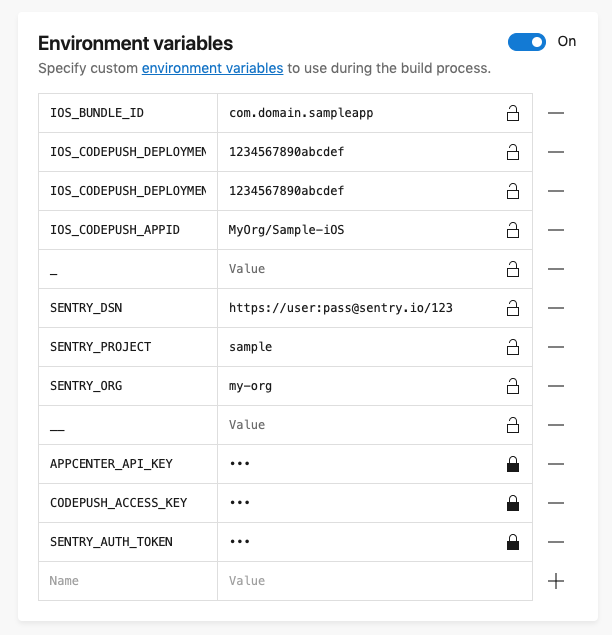 Environment variables
On
Specify custom environment variables to use during the build process.
IOS_BUNDLE_ID com.domain.sampleapp
IOS_CODEPUSH_DEPLOYMEN 1234567890abcdef
IOS_CODEPUSH_DEPLOYMEN 1234567890abcdef
IOS_CODEPUSH_APPID MyOrg/Sample-iOS
_ Value
SENTRY_DSN https://user:pass@sentry.io/123
SENTRY_PROJECT sample
SENTRY_ORG my-org
__ Value
APPCENTER_API_KEY •••
CODEPUSH_ACCESS_KEY •••
SENTRY_AUTH_TOKEN •••
Name Value